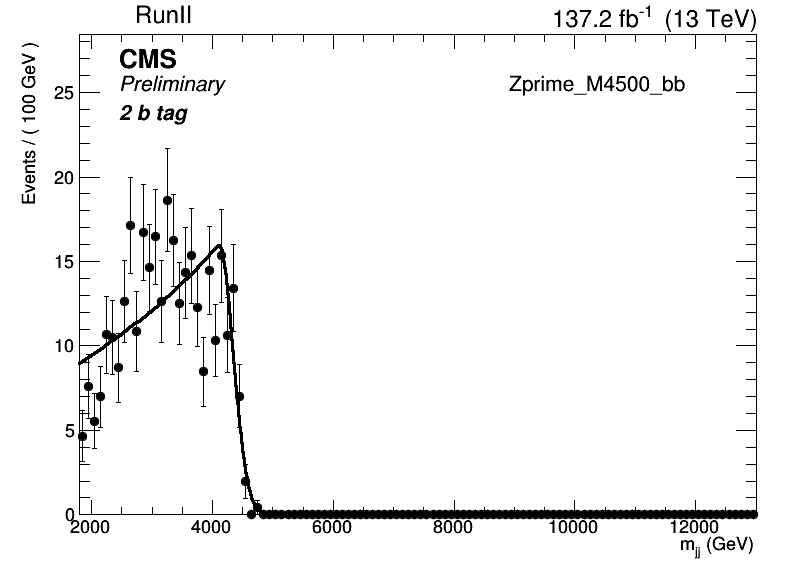 RunII
137.2 fb⁻¹ (13 TeV)
CMS
Preliminary
2 b tag
Zprime_M4500_bb
Events / ( 100 GeV )
25
20
15
10
5
0
2000 4000 6000 8000 10000 12000
m_jj (GeV)